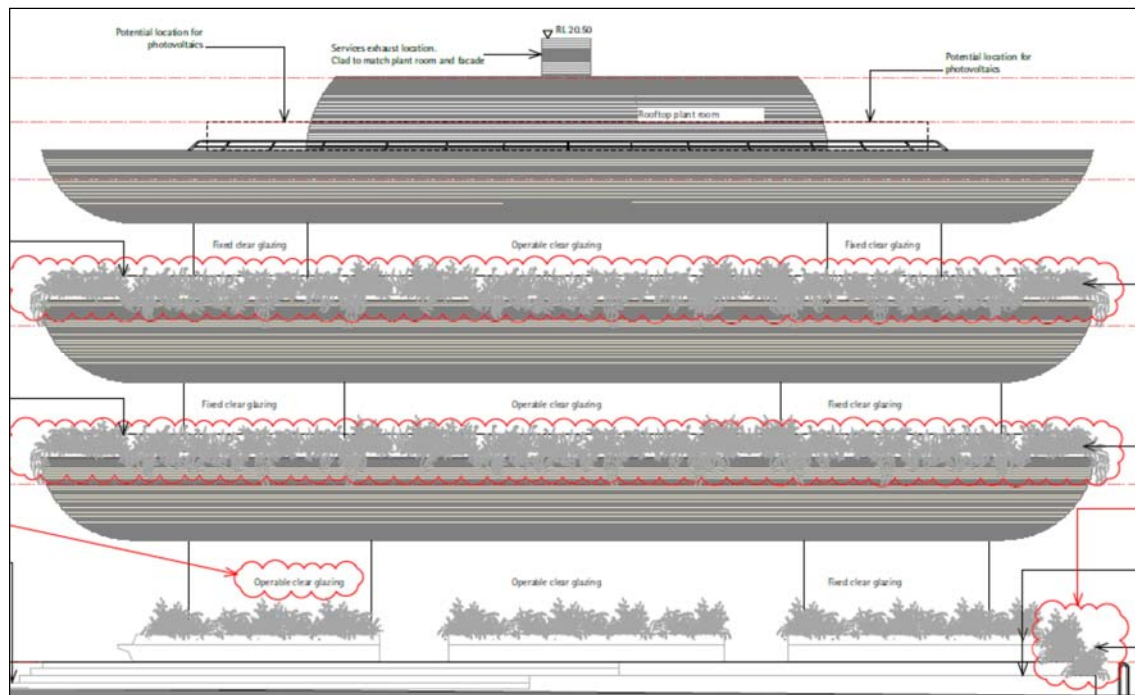 Potential location for
photovoltaics
Services exhaust location.
Clad to match plant room and facade
RL 20.50
Potential location for
photovoltaics
Rooftop plant room
Fixed clear glazing
Operable clear glazing
Fixed clear glazing
Fixed clear glazing
Operable clear glazing
Fixed clear glazing
Operable clear glazing
Operable clear glazing
Fixed clear glazing